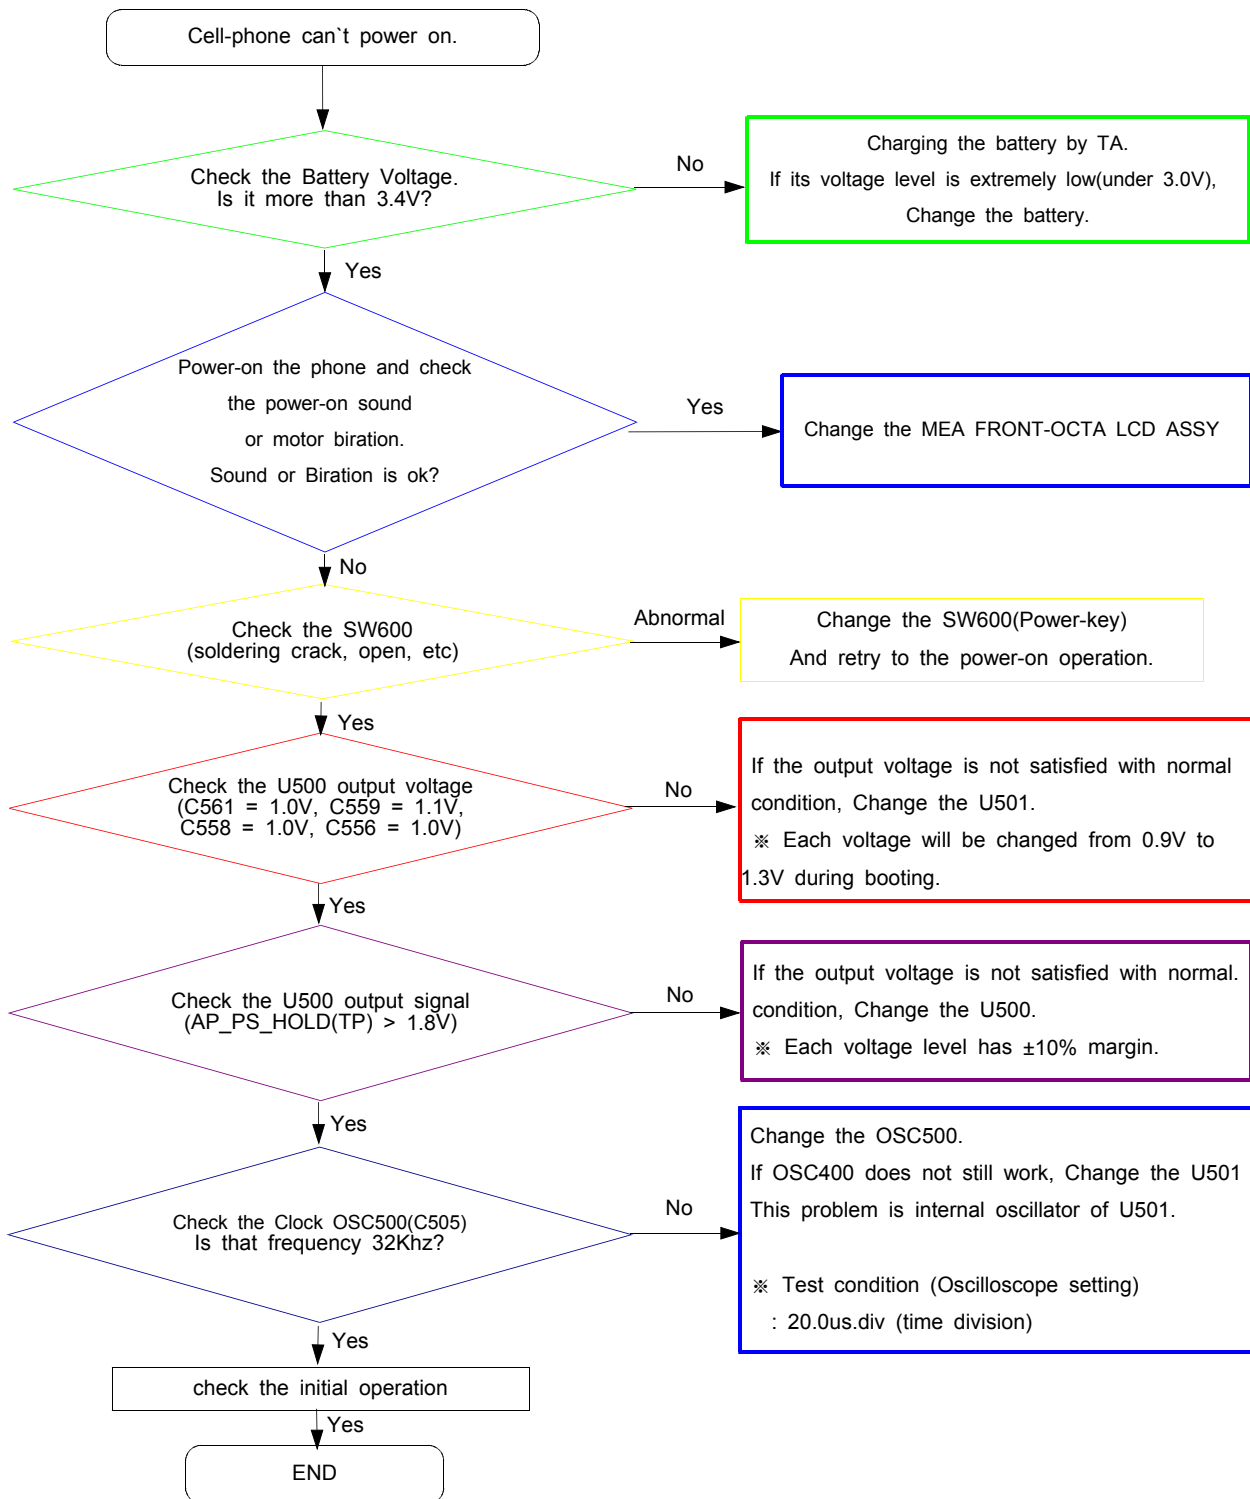 Cell-phone can`t power on.
Check the Battery Voltage.
Is it more than 3.4V?
No
Charging the battery by TA.
If its voltage level is extremely low(under 3.0V),
Change the battery.
Yes
Power-on the phone and check
the power-on sound
or motor biration.
Sound or Biration is ok?
Yes
Change the MEA FRONT-OCTA LCD ASSY
No
Check the SW600
(soldering crack, open, etc)
Abnormal
Change the SW600(Power-key)
And retry to the power-on operation.
Yes
Check the U500 output voltage
(C561 = 1.0V, C559 = 1.1V,
C558 = 1.0V, C556 = 1.0V)
No
If the output voltage is not satisfied with normal
condition, Change the U501.
※ Each voltage will be changed from 0.9V to
1.3V during booting.
Yes
Check the U500 output signal
(AP_PS_HOLD(TP) > 1.8V)
No
If the output voltage is not satisfied with normal.
condition, Change the U500.
※ Each voltage level has ±10% margin.
Yes
Check the Clock OSC500(C505)
Is that frequency 32Khz?
No
Change the OSC500.
If OSC400 does not still work, Change the U501
This problem is internal oscillator of U501.
※ Test condition (Oscilloscope setting)
: 20.0us.div (time division)
Yes
check the initial operation
Yes
END